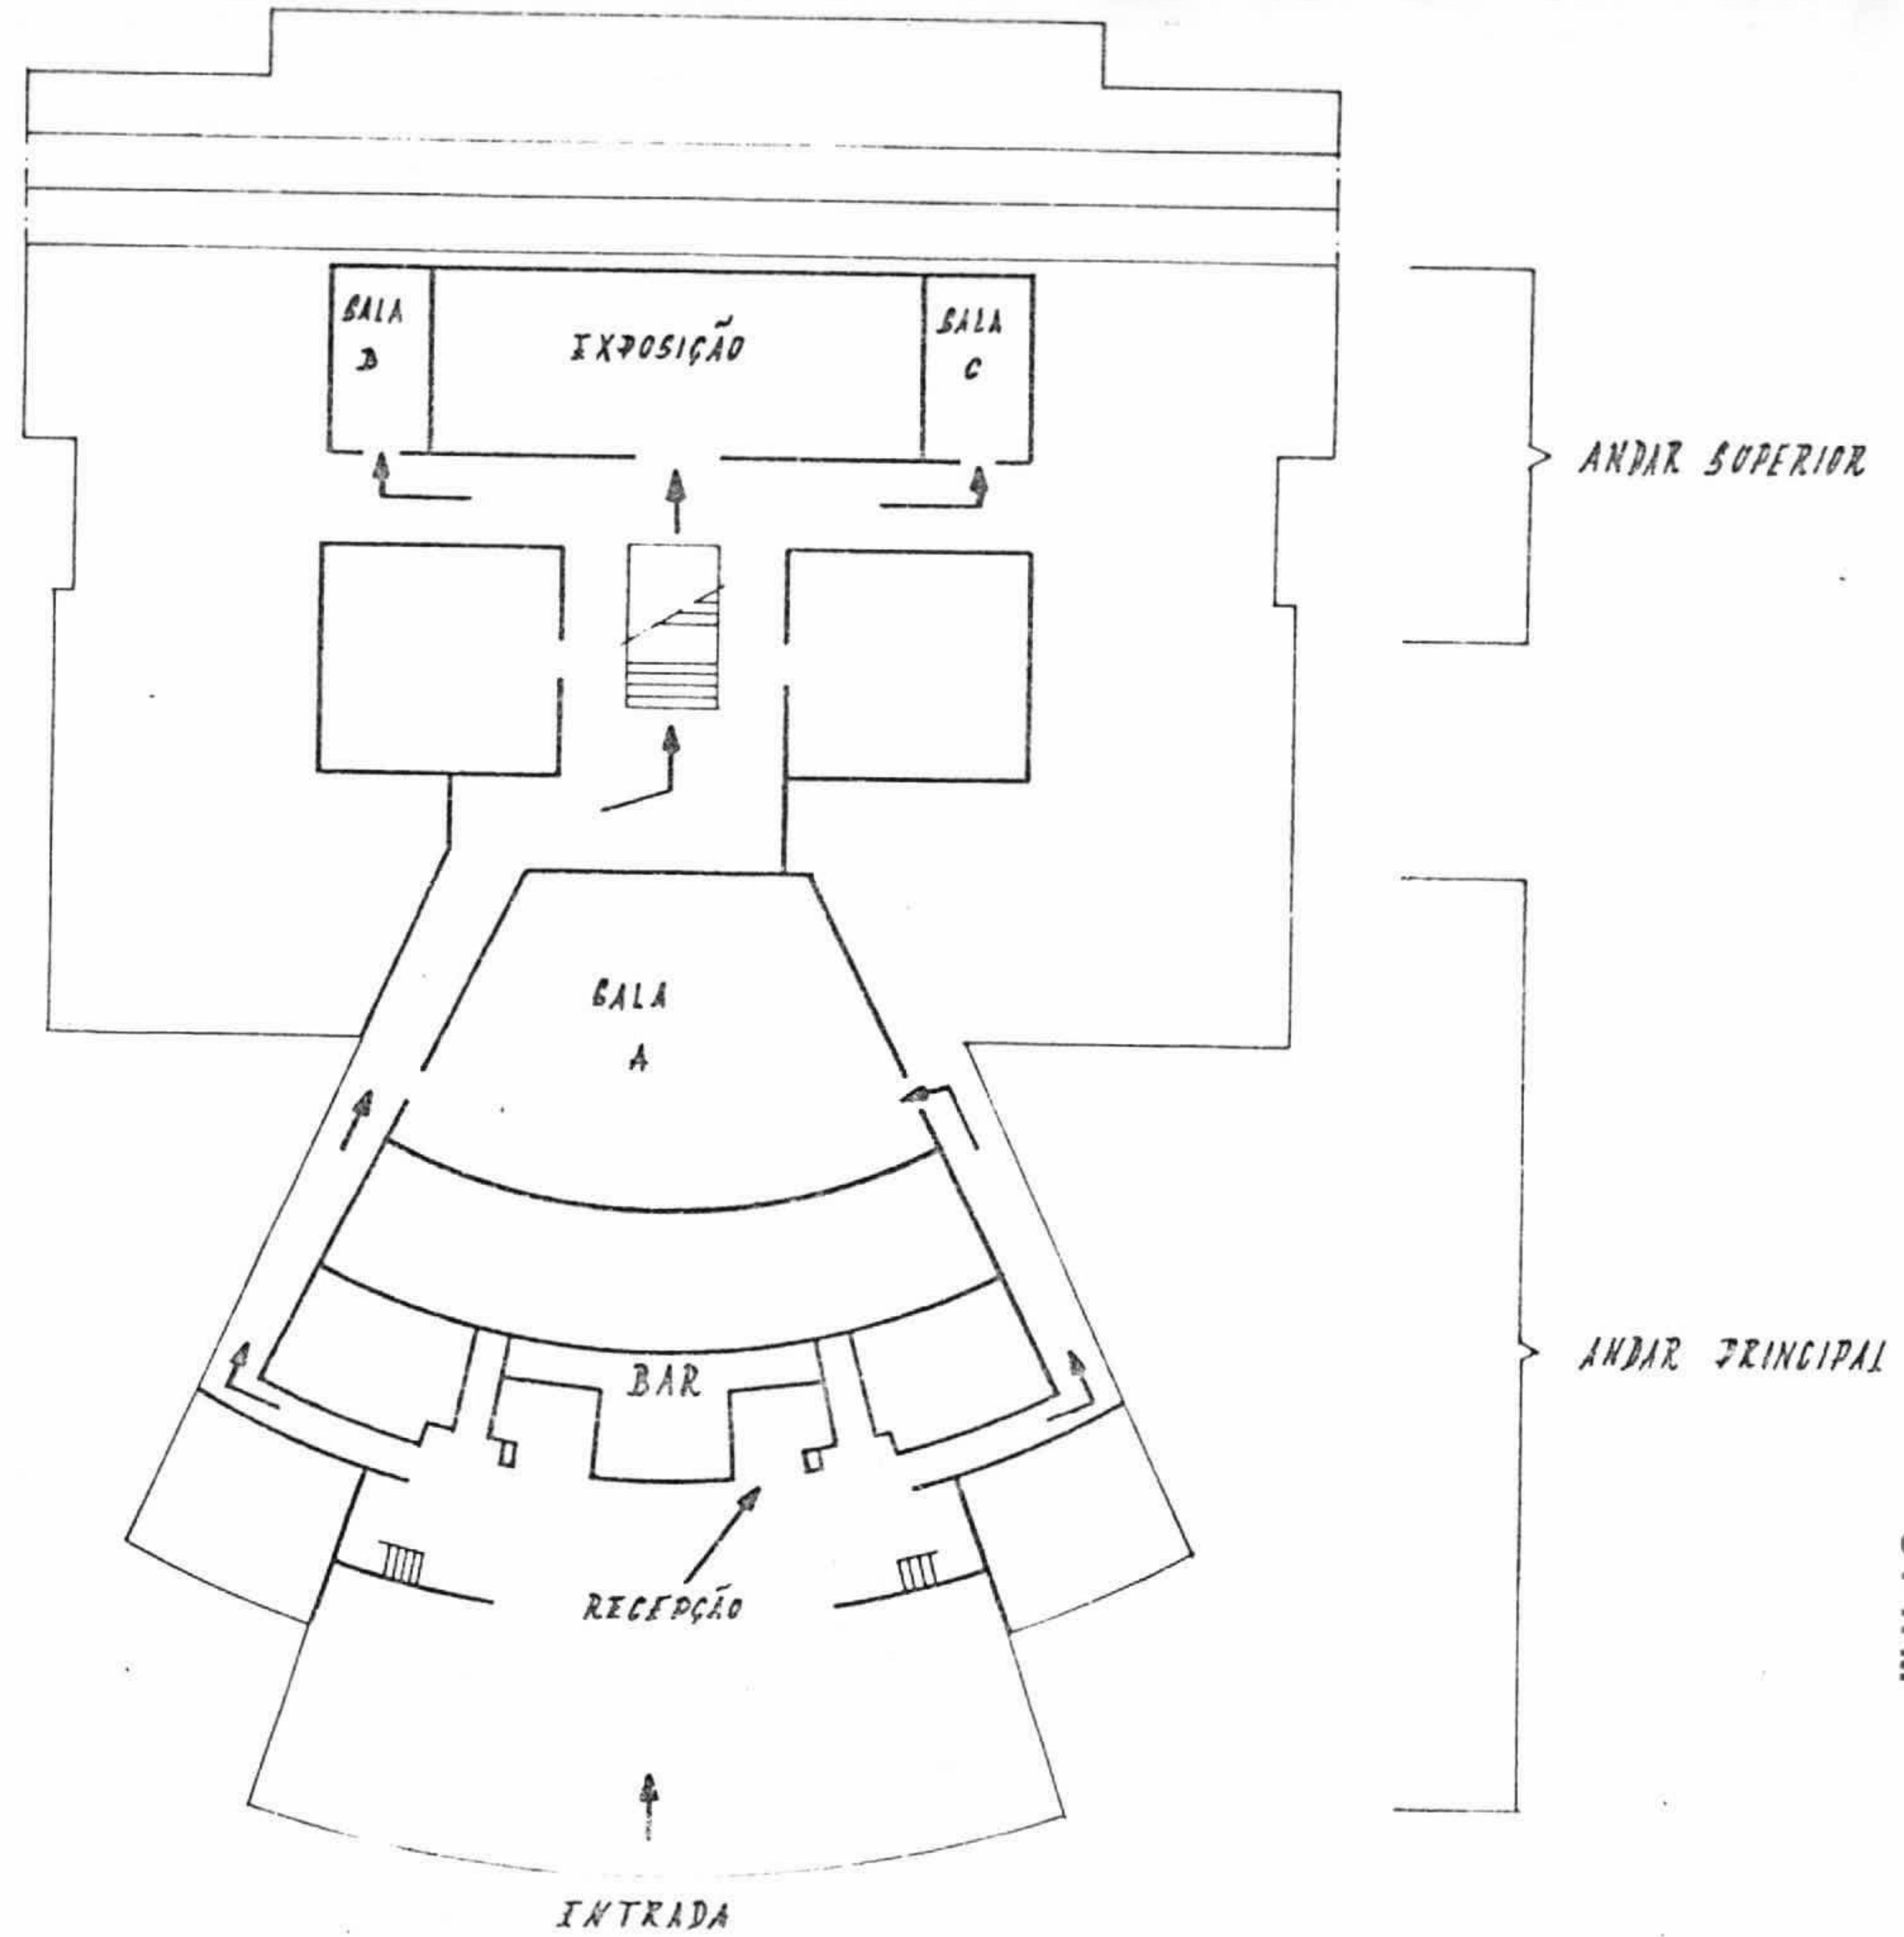 SALA
B
EXPOSIÇÃO
SALA
C
ANDAR SUPERIOR
SALA
A
BAR
ANDAR PRINCIPAL
RECEPÇÃO
ENTRADA